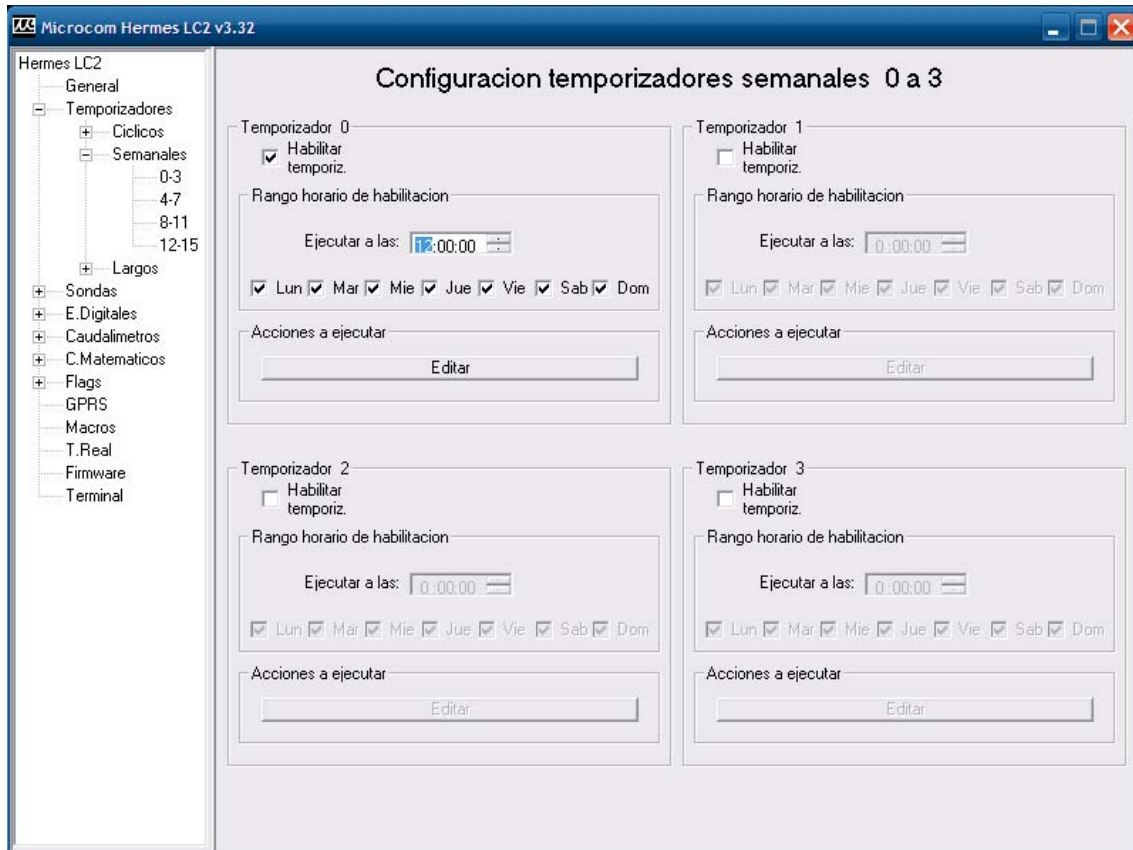 Microcom Hermes LC2 v3.32
Hermes LC2
General
Temporizadores
Ciclicos
Semanales
0-3
4-7
8-11
12-15
Largos
Sondas
E.Digitales
Caudalimetros
C.Matematicos
Flags
GPRS
Macros
T.Real
Firmware
Terminal
Configuracion temporizadores semanales 0 a 3
Temporizador 0
Habilitar
temporiz.
Rango horario de habilitacion
Ejecutar a las: 12:00:00
Lun Mar Mie Jue Vie Sab Dom
Acciones a ejecutar
Editar
Temporizador 1
Habilitar
temporiz.
Rango horario de habilitacion
Ejecutar a las: 0:00:00
Lun Mar Mie Jue Vie Sab Dom
Acciones a ejecutar
Editar
Temporizador 2
Habilitar
temporiz.
Rango horario de habilitacion
Ejecutar a las: 0:00:00
Lun Mar Mie Jue Vie Sab Dom
Acciones a ejecutar
Editar
Temporizador 3
Habilitar
temporiz.
Rango horario de habilitacion
Ejecutar a las: 0:00:00
Lun Mar Mie Jue Vie Sab Dom
Acciones a ejecutar
Editar